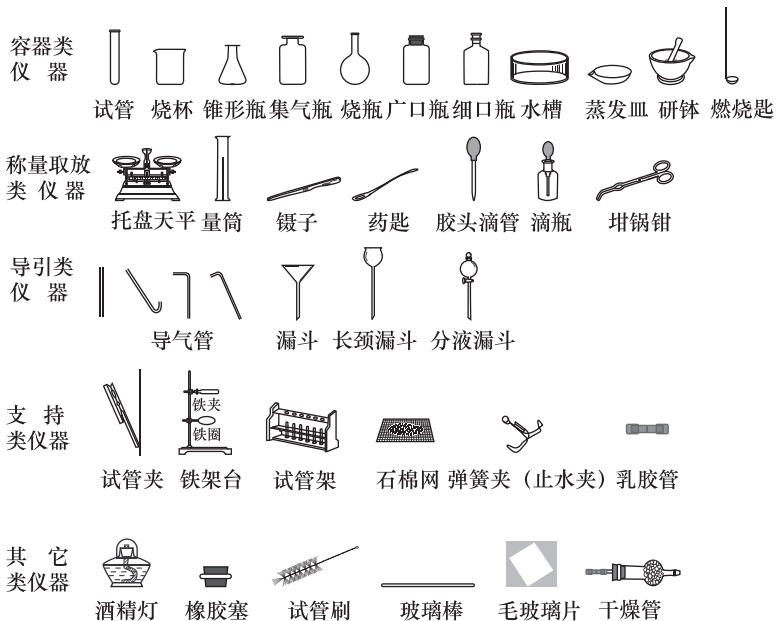 容器类
仪 器
试管 烧杯 锥形瓶 集气瓶 烧瓶 广口瓶 细口瓶 水槽 蒸发皿 研钵 燃烧匙
称量取放
类 仪 器
托盘天平 量筒 镊子 药匙 胶头滴管 滴瓶 坩锅钳
导引类
仪 器
导气管 漏斗 长颈漏斗 分液漏斗
支 持
类仪器
铁夹
铁圈
试管夹 铁架台 试管架 石棉网 弹簧夹(止水夹) 乳胶管
其 它
类仪器
酒精灯 橡胶塞 试管刷 玻璃棒 毛玻璃片 干燥管